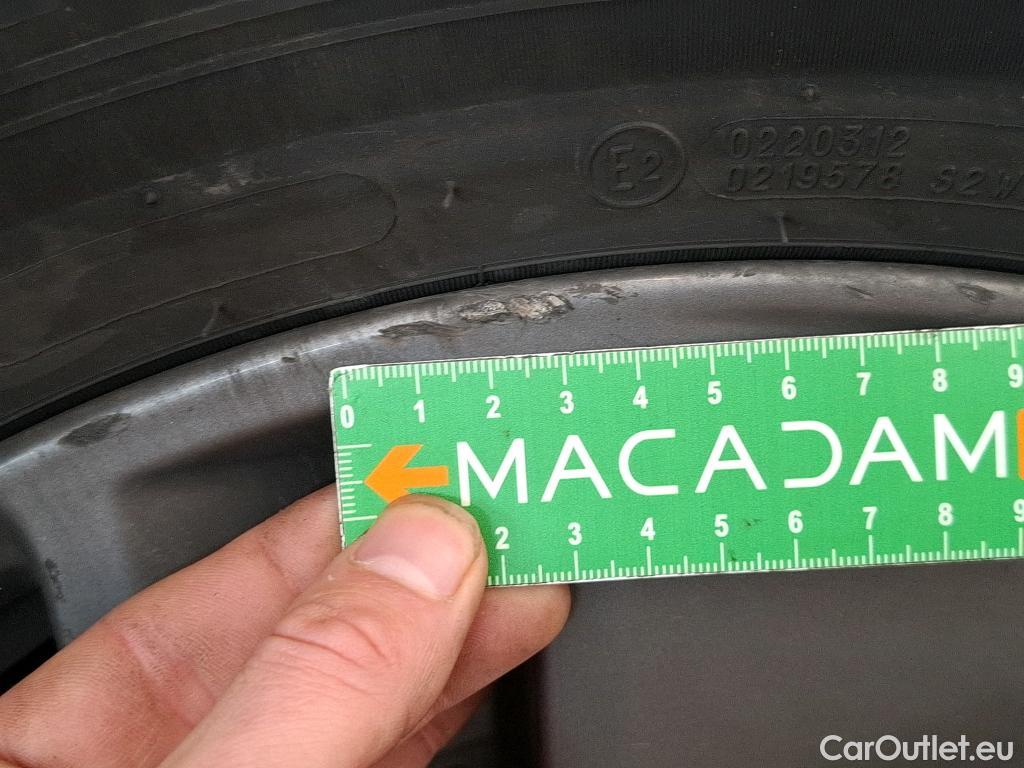 E2
0220312
0219578 S2W
0 1 2 3 4 5 6 7 8 9
MACADAM
2 3 4 5 6 7 8 9
CarOutlet.eu